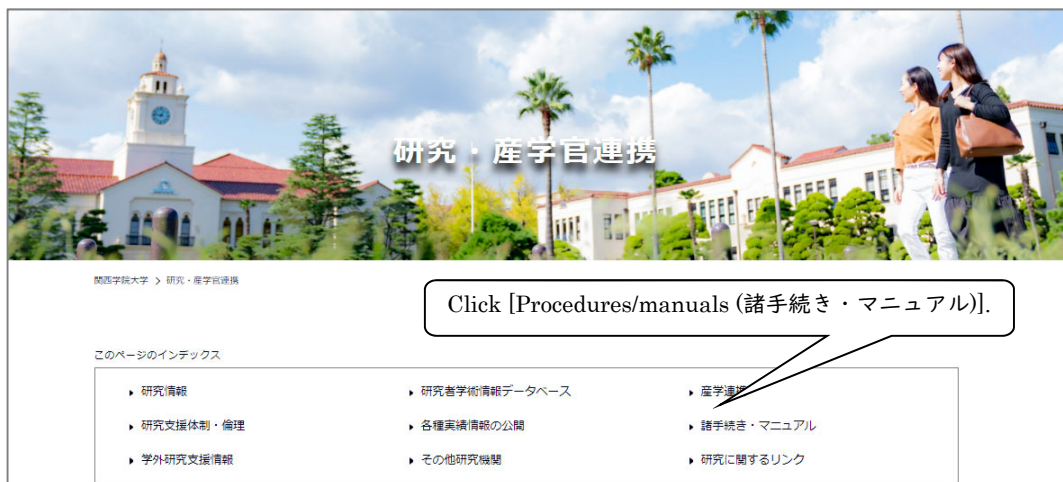 研究・産学官連携
関西学院大学 > 研究・産学官連携
Click [Procedures/manuals (諸手続き・マニュアル)].
このページのインデックス
研究情報
研究者学術情報データベース
産学連
研究支援体制・倫理
各種実績情報の公開
諸手続き・マニュアル
学外研究支援情報
その他研究機関
研究に関するリンク